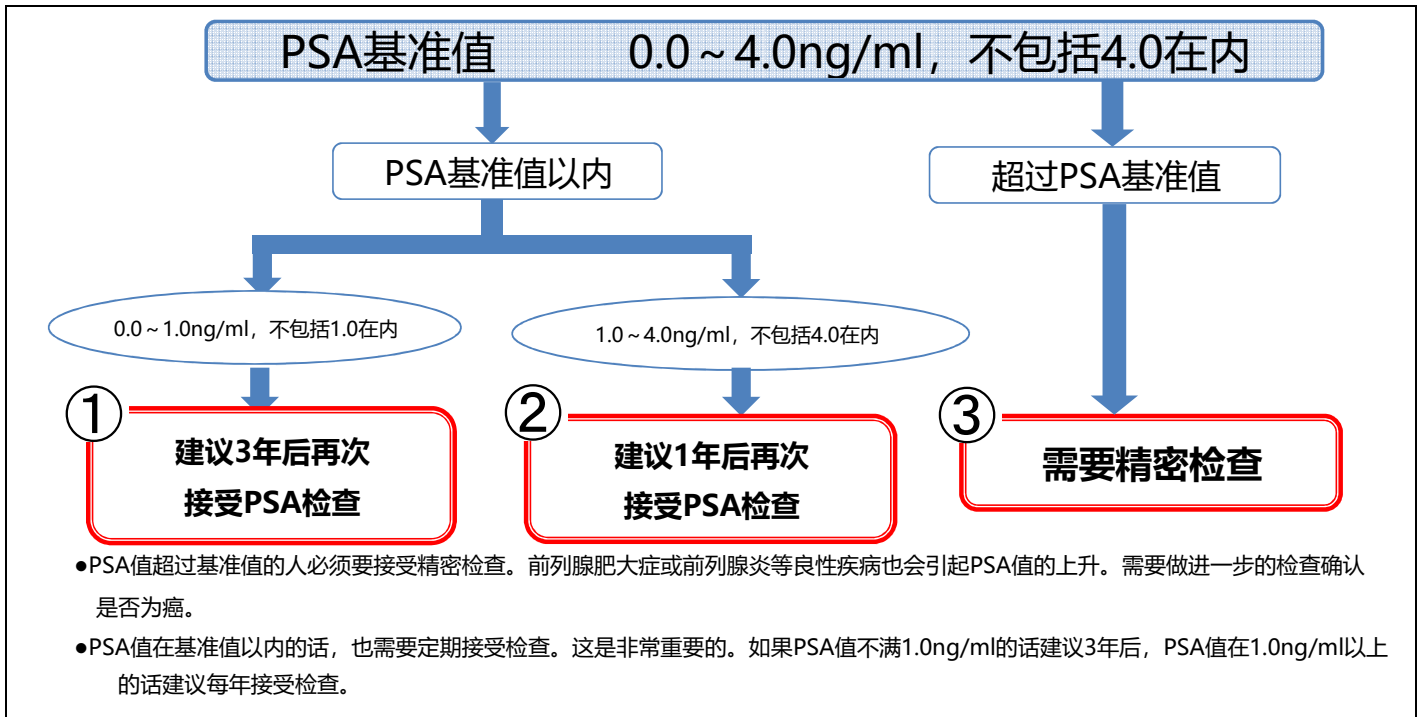 PSA基准值 0.0～4.0ng/ml，不包括4.0在内
PSA基准值以内
超过PSA基准值
0.0～1.0ng/ml，不包括1.0在内
1.0～4.0ng/ml，不包括4.0在内
①
建议3年后再次
接受PSA检查
②
建议1年后再次
接受PSA检查
③
需要精密检查
●PSA值超过基准值的人必须要接受精密检查。前列腺肥大症或前列腺炎等良性疾病也会引起PSA值的上升。需要做进一步的检查确认
是否为癌。
●PSA值在基准值以内的话，也需要定期接受检查。这是非常重要的。如果PSA值不满1.0ng/ml的话建议3年后，PSA值在1.0ng/ml以上
的话建议每年接受检查。